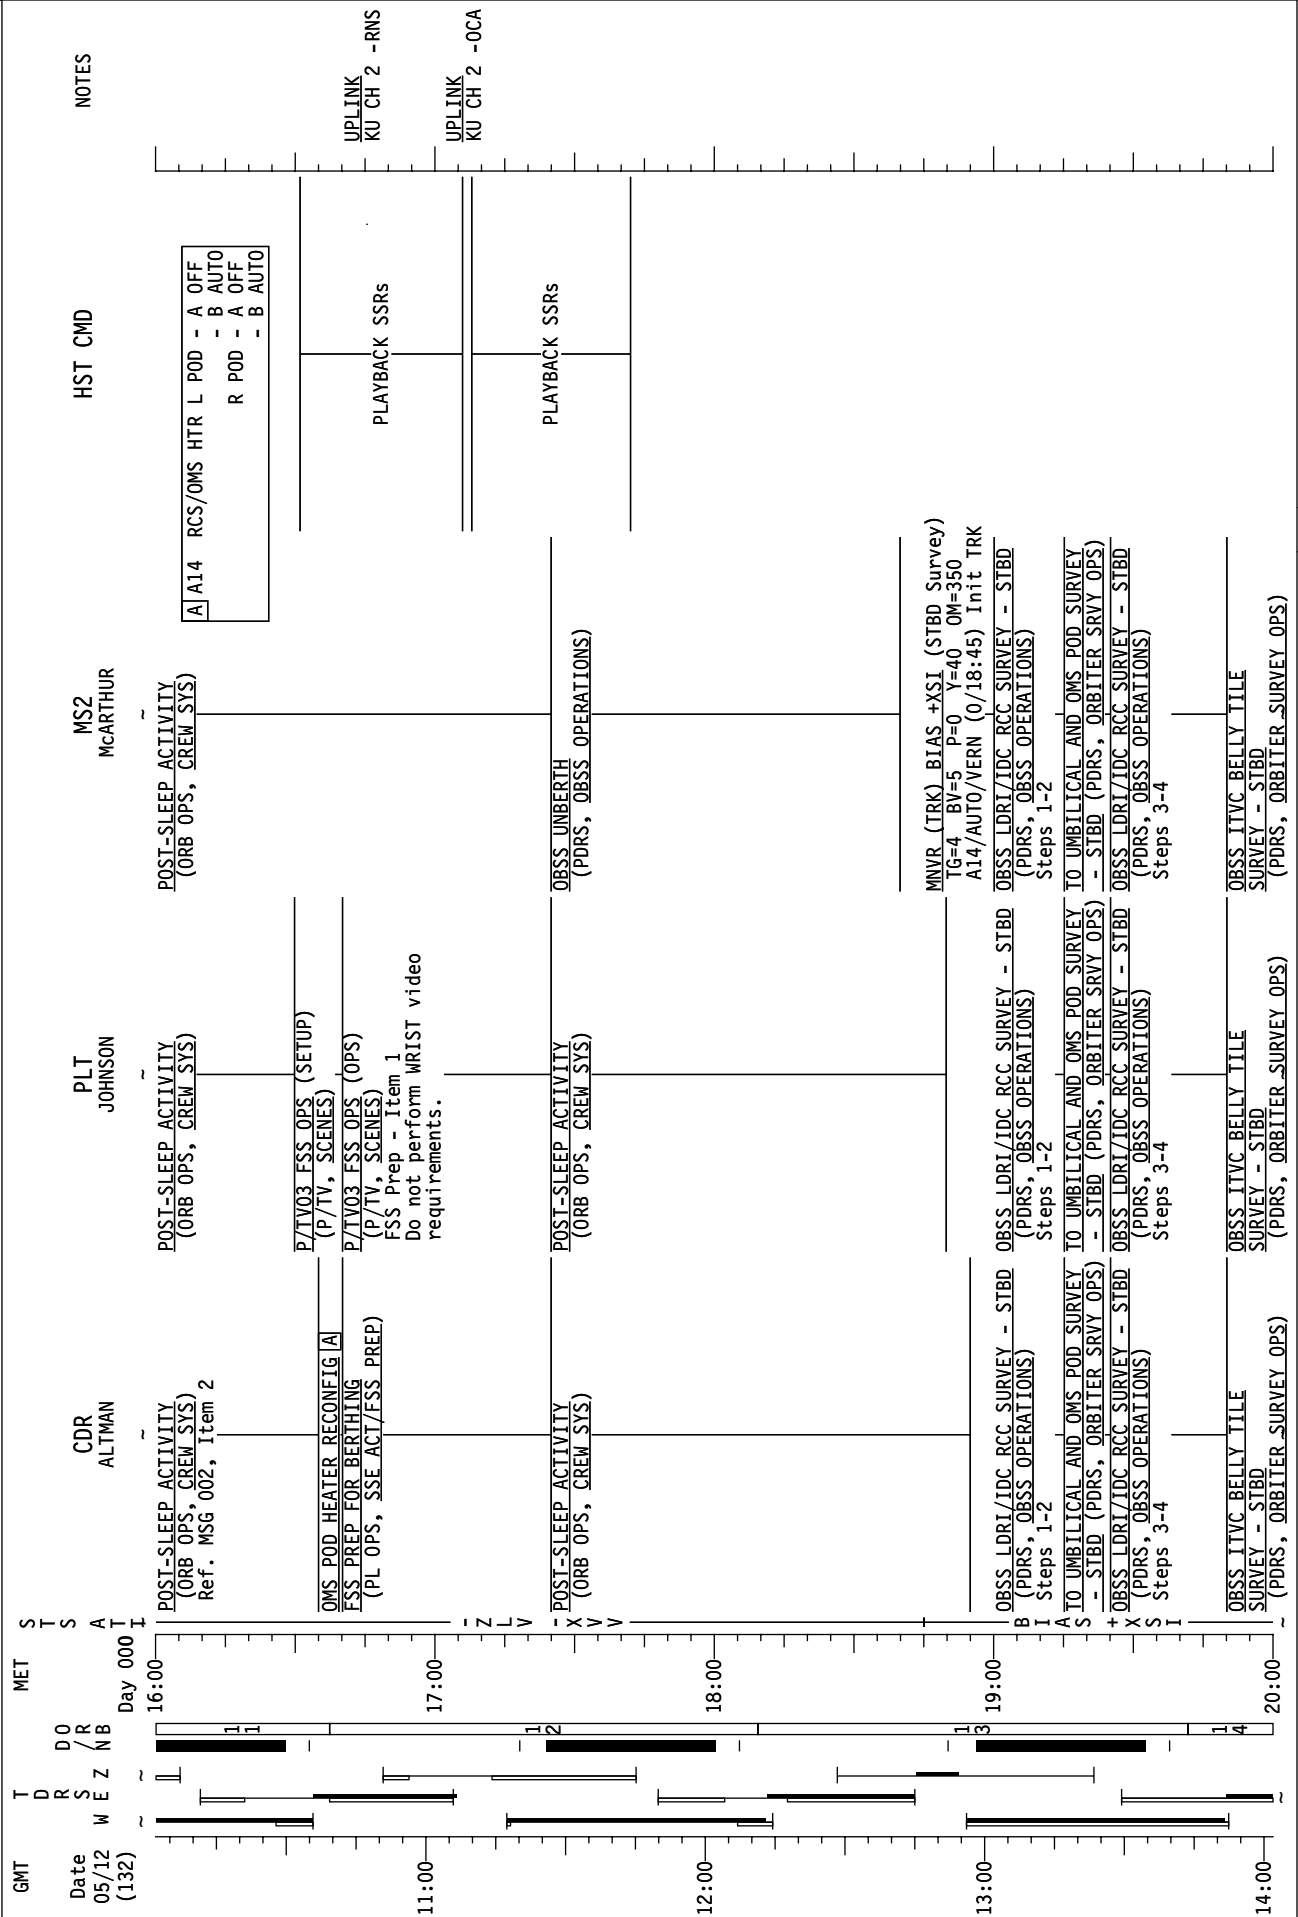 GMT
Date
05/12
(132)
11:00
12:00
13:00
14:00
T
D
R
S
W E Z
~
~
~
D O
/ R
N B
11
12
13
14
MET
Day 000
16:00
17:00
18:00
19:00
20:00
S
T
S
A
T
T
I
-ZLV
-XVV
BIAS
+XSI
~
CDR
ALTMAN
~
POST-SLEEP ACTIVITY
(ORB OPS, CREW SYS)
Ref. MSG 002, Item 2
OMS POD HEATER RECONFIG A
FSS PREP FOR BERTHING
(PL OPS, SSE ACT/FSS PREP)
POST-SLEEP ACTIVITY
(ORB OPS, CREW SYS)
OBSS LDRI/IDC RCC SURVEY - STBD
(PDRS, OBSS OPERATIONS)
Steps 1-2
TO UMBILICAL AND OMS POD SURVEY
- STBD (PDRS, ORBITER SRVY OPS)
OBSS LDRI/IDC RCC SURVEY - STBD
(PDRS, OBSS OPERATIONS)
Steps 3-4
OBSS ITVC BELLY TILE
SURVEY - STBD
(PDRS, ORBITER SURVEY OPS)
~
PLT
JOHNSON
~
POST-SLEEP ACTIVITY
(ORB OPS, CREW SYS)
P/TV03 FSS OPS (SETUP)
(P/TV, SCENES)
P/TV03 FSS OPS (OPS)
(P/TV, SCENES)
FSS Prep - Item 1
Do not perform WRIST video
requirements.
POST-SLEEP ACTIVITY
(ORB OPS, CREW SYS)
OBSS LDRI/IDC RCC SURVEY - STBD
(PDRS, OBSS OPERATIONS)
Steps 1-2
TO UMBILICAL AND OMS POD SURVEY
- STBD (PDRS, ORBITER SRVY OPS)
OBSS LDRI/IDC RCC SURVEY - STBD
(PDRS, OBSS OPERATIONS)
Steps 3-4
OBSS ITVC BELLY TILE
SURVEY - STBD
(PDRS, ORBITER SURVEY OPS)
~
MS2
McARTHUR
~
POST-SLEEP ACTIVITY
(ORB OPS, CREW SYS)
OBSS UNBERTH
(PDRS, OBSS OPERATIONS)
MNVR (TRK) BIAS +XSI (STBD Survey)
TG=4 BV=5 P=0 Y=40 OM=350
A14/AUTO/VERN (0/18:45) Init TRK
OBSS LDRI/IDC RCC SURVEY - STBD
(PDRS, OBSS OPERATIONS)
Steps 1-2
TO UMBILICAL AND OMS POD SURVEY
- STBD (PDRS, ORBITER SRVY OPS)
OBSS LDRI/IDC RCC SURVEY - STBD
(PDRS, OBSS OPERATIONS)
Steps 3-4
OBSS ITVC BELLY TILE
SURVEY - STBD
(PDRS, ORBITER SURVEY OPS)
~
HST CMD
A A14 RCS/OMS HTR L POD - A OFF
- B AUTO
R POD - A OFF
- B AUTO
PLAYBACK SSRs
PLAYBACK SSRs
NOTES
UPLINK
KU CH 2 -RNS
UPLINK
KU CH 2 -OCA